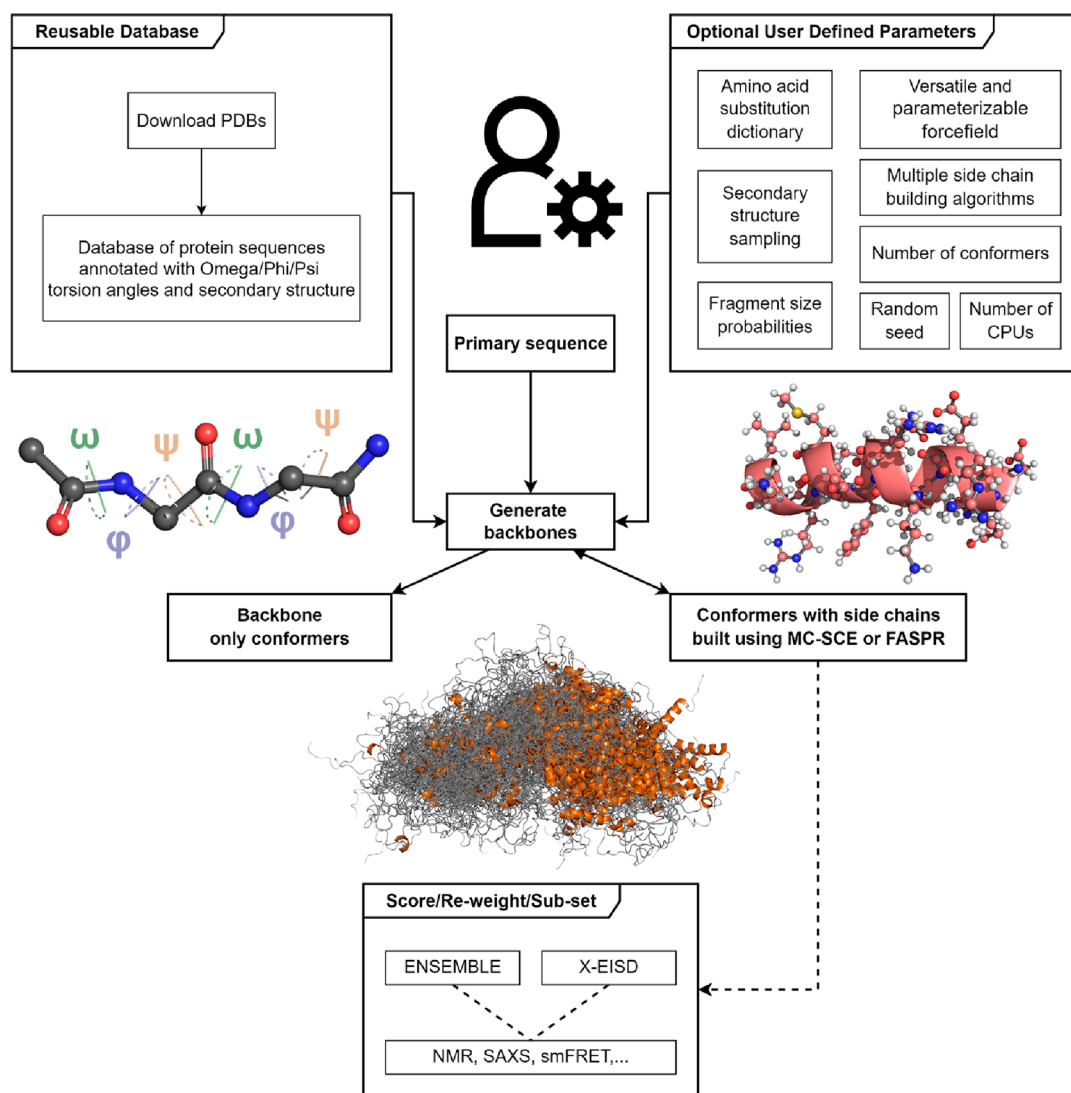 Reusable Database
Download PDBs
Database of protein sequences
annotated with Omega/Phi/Psi
torsion angles and secondary structure
Optional User Defined Parameters
Amino acid
substitution
dictionary
Versatile and
parameterizable
forcefield
Secondary
structure
sampling
Multiple side chain
building algorithms
Number of conformers
Fragment size
probabilities
Random
seed
Number of
CPUs
Primary sequence
ω
ψ
ω
ψ
φ
φ
Generate
backbones
Backbone
only conformers
Conformers with side chains
built using MC-SCE or FASPR
Score/Re-weight/Sub-set
ENSEMBLE
X-EISD
NMR, SAXS, smFRET,...